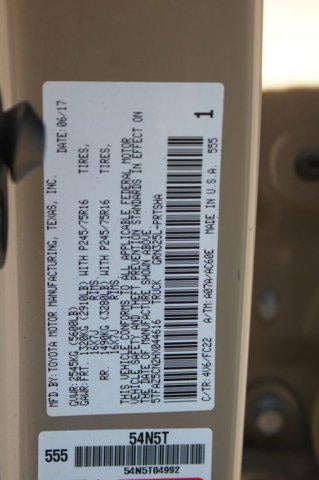 MFD. BY: TOYOTA MOTOR MANUFACTURING, TEXAS, INC. DATE: 06/17
GVWR: 2545KG (5600LB)
GAWR: FRT. 1320KG (2910LB) WITH P245/75R16 TIRES,
16X7J RIMS
RR. 1490KG (3280LB) WITH P245/75R16 TIRES,
16X7J RIMS
THIS VEHICLE CONFORMS TO ALL APPLICABLE FEDERAL MOTOR
VEHICLE SAFETY AND THEFT PREVENTION STANDARDS IN EFFECT ON
THE DATE OF MANUFACTURE SHOWN ABOVE.
5TFAZ5CN2HX044616 TRUCK GRN325L-PRTSHA
1
C/TR: 4V6/FC22 A/TM: A07A/AC60E MADE IN U.S.A. 555
555
54N5T
54N5T04992